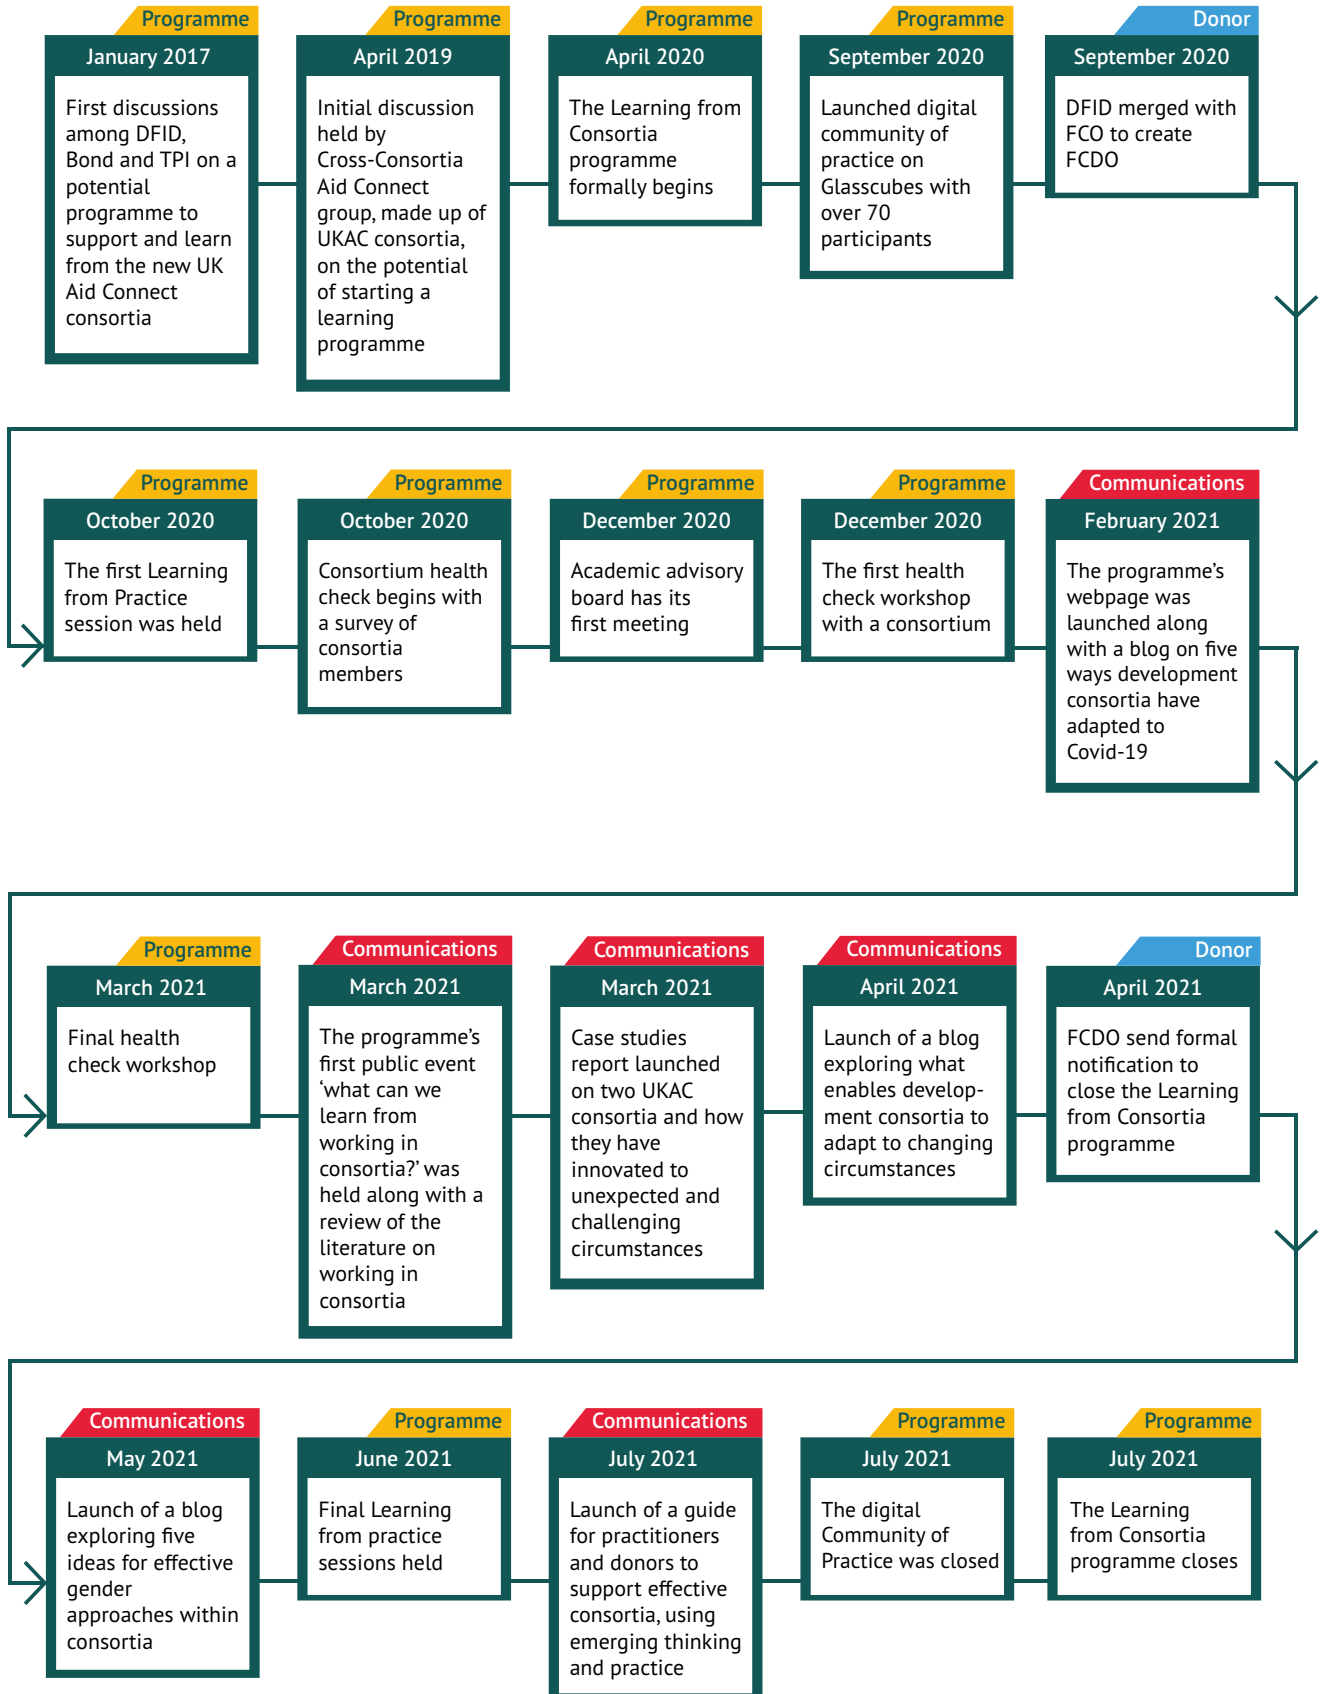 Programme
January 2017
First discussions
among DFID,
Bond and TPI on a
potential
programme to
support and learn
from the new UK
Aid Connect
consortia
Programme
April 2019
Initial discussion
held by
Cross-Consortia
Aid Connect
group, made up of
UKAC consortia,
on the potential
of starting a
learning
programme
Programme
April 2020
The Learning from
Consortia
programme
formally begins
Programme
September 2020
Launched digital
community of
practice on
Glasscubes with
over 70
participants
Donor
September 2020
DFID merged with
FCO to create
FCDO
Programme
October 2020
The first Learning
from Practice
session was held
Programme
October 2020
Consortium health
check begins with
a survey of
consortia
members
Programme
December 2020
Academic advisory
board has its
first meeting
Programme
December 2020
The first health
check workshop
with a consortium
Communications
February 2021
The programme’s
webpage was
launched along
with a blog on five
ways development
consortia have
adapted to
Covid-19
Programme
March 2021
Final health
check workshop
Communications
March 2021
The programme’s
first public event
‘what can we
learn from
working in
consortia?’ was
held along with a
review of the
literature on
working in
consortia
Communications
March 2021
Case studies
report launched
on two UKAC
consortia and how
they have
innovated to
unexpected and
challenging
circumstances
Communications
April 2021
Launch of a blog
exploring what
enables develop-
ment consortia to
adapt to changing
circumstances
Donor
April 2021
FCDO send formal
notification to
close the Learning
from Consortia
programme
Communications
May 2021
Launch of a blog
exploring five
ideas for effective
gender
approaches within
consortia
Programme
June 2021
Final Learning
from practice
sessions held
Communications
July 2021
Launch of a guide
for practitioners
and donors to
support effective
consortia, using
emerging thinking
and practice
Programme
July 2021
The digital
Community of
Practice was closed
Programme
July 2021
The Learning
from Consortia
programme closes